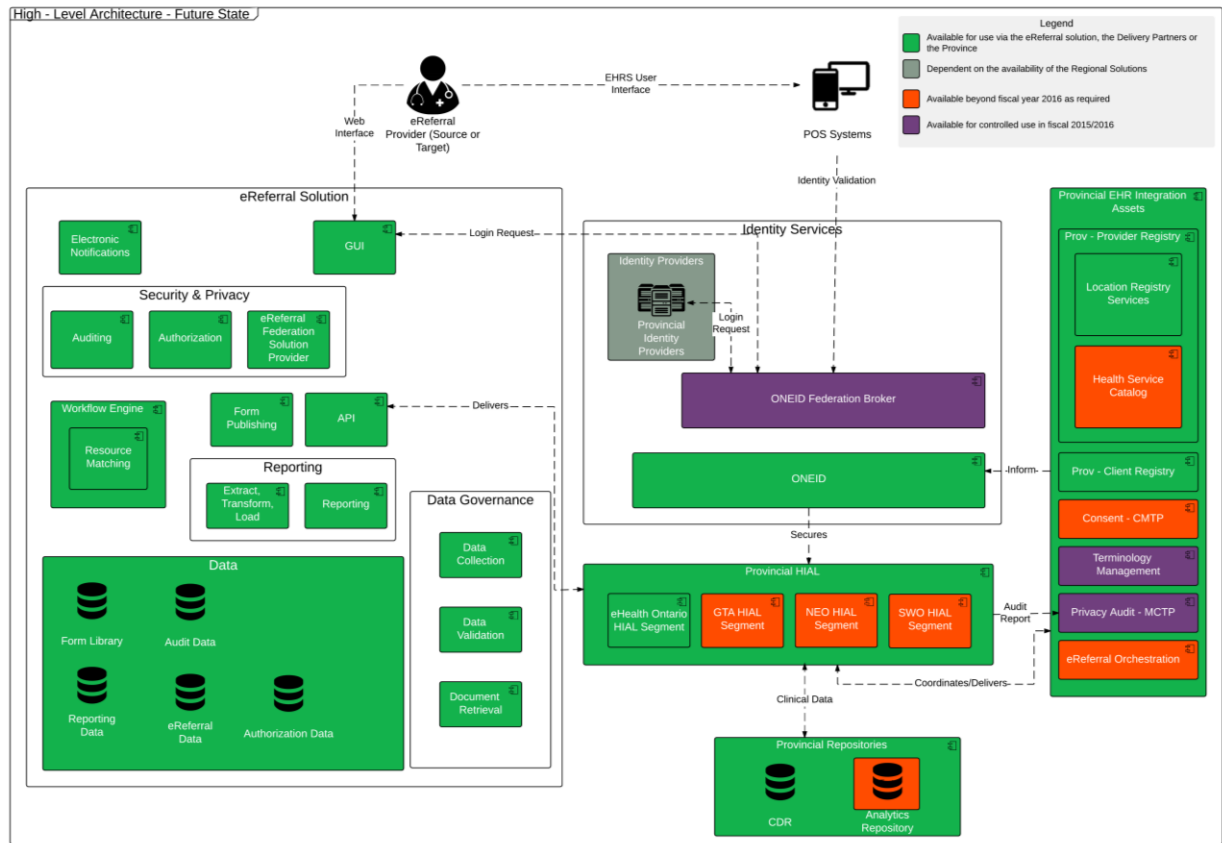 High - Level Architecture - Future State
Legend
Available for use via the eReferral solution, the Delivery Partners or
the Province
Dependent on the availability of the Regional Solutions
Available beyond fiscal year 2016 as required
Available for controlled use in fiscal 2015/2016
EHRS User
Interface
eReferral
Provider (Source or
Target)
Web
Interface
POS Systems
Identity Validation
eReferral Solution
Electronic
Notifications
GUI
Login Request
Security & Privacy
Auditing
Authorization
eReferral
Federation
Solution
Provider
Workflow Engine
Resource
Matching
Form
Publishing
API
Delivers
Reporting
Extract,
Transform,
Load
Reporting
Data Governance
Data
Collection
Data
Validation
Document
Retrieval
Data
Form Library
Audit Data
Reporting
Data
eReferral
Data
Authorization Data
Identity Services
Identity Providers
Provincial
Identity
Providers
Login
Request
ONEID Federation Broker
ONEID
Inform
Secures
Provincial HIAL
eHealth Ontario
HIAL Segment
GTA HIAL
Segment
NEO HIAL
Segment
SWO HIAL
Segment
Audit
Report
Coordinates/Delivers
Clinical Data
Provincial Repositories
CDR
Analytics
Repository
Provincial EHR Integration
Assets
Prov - Provider Registry
Location Registry
Services
Health Service
Catalog
Prov - Client Registry
Consent - CMTP
Terminology
Management
Privacy Audit - MCTP
eReferral Orchestration